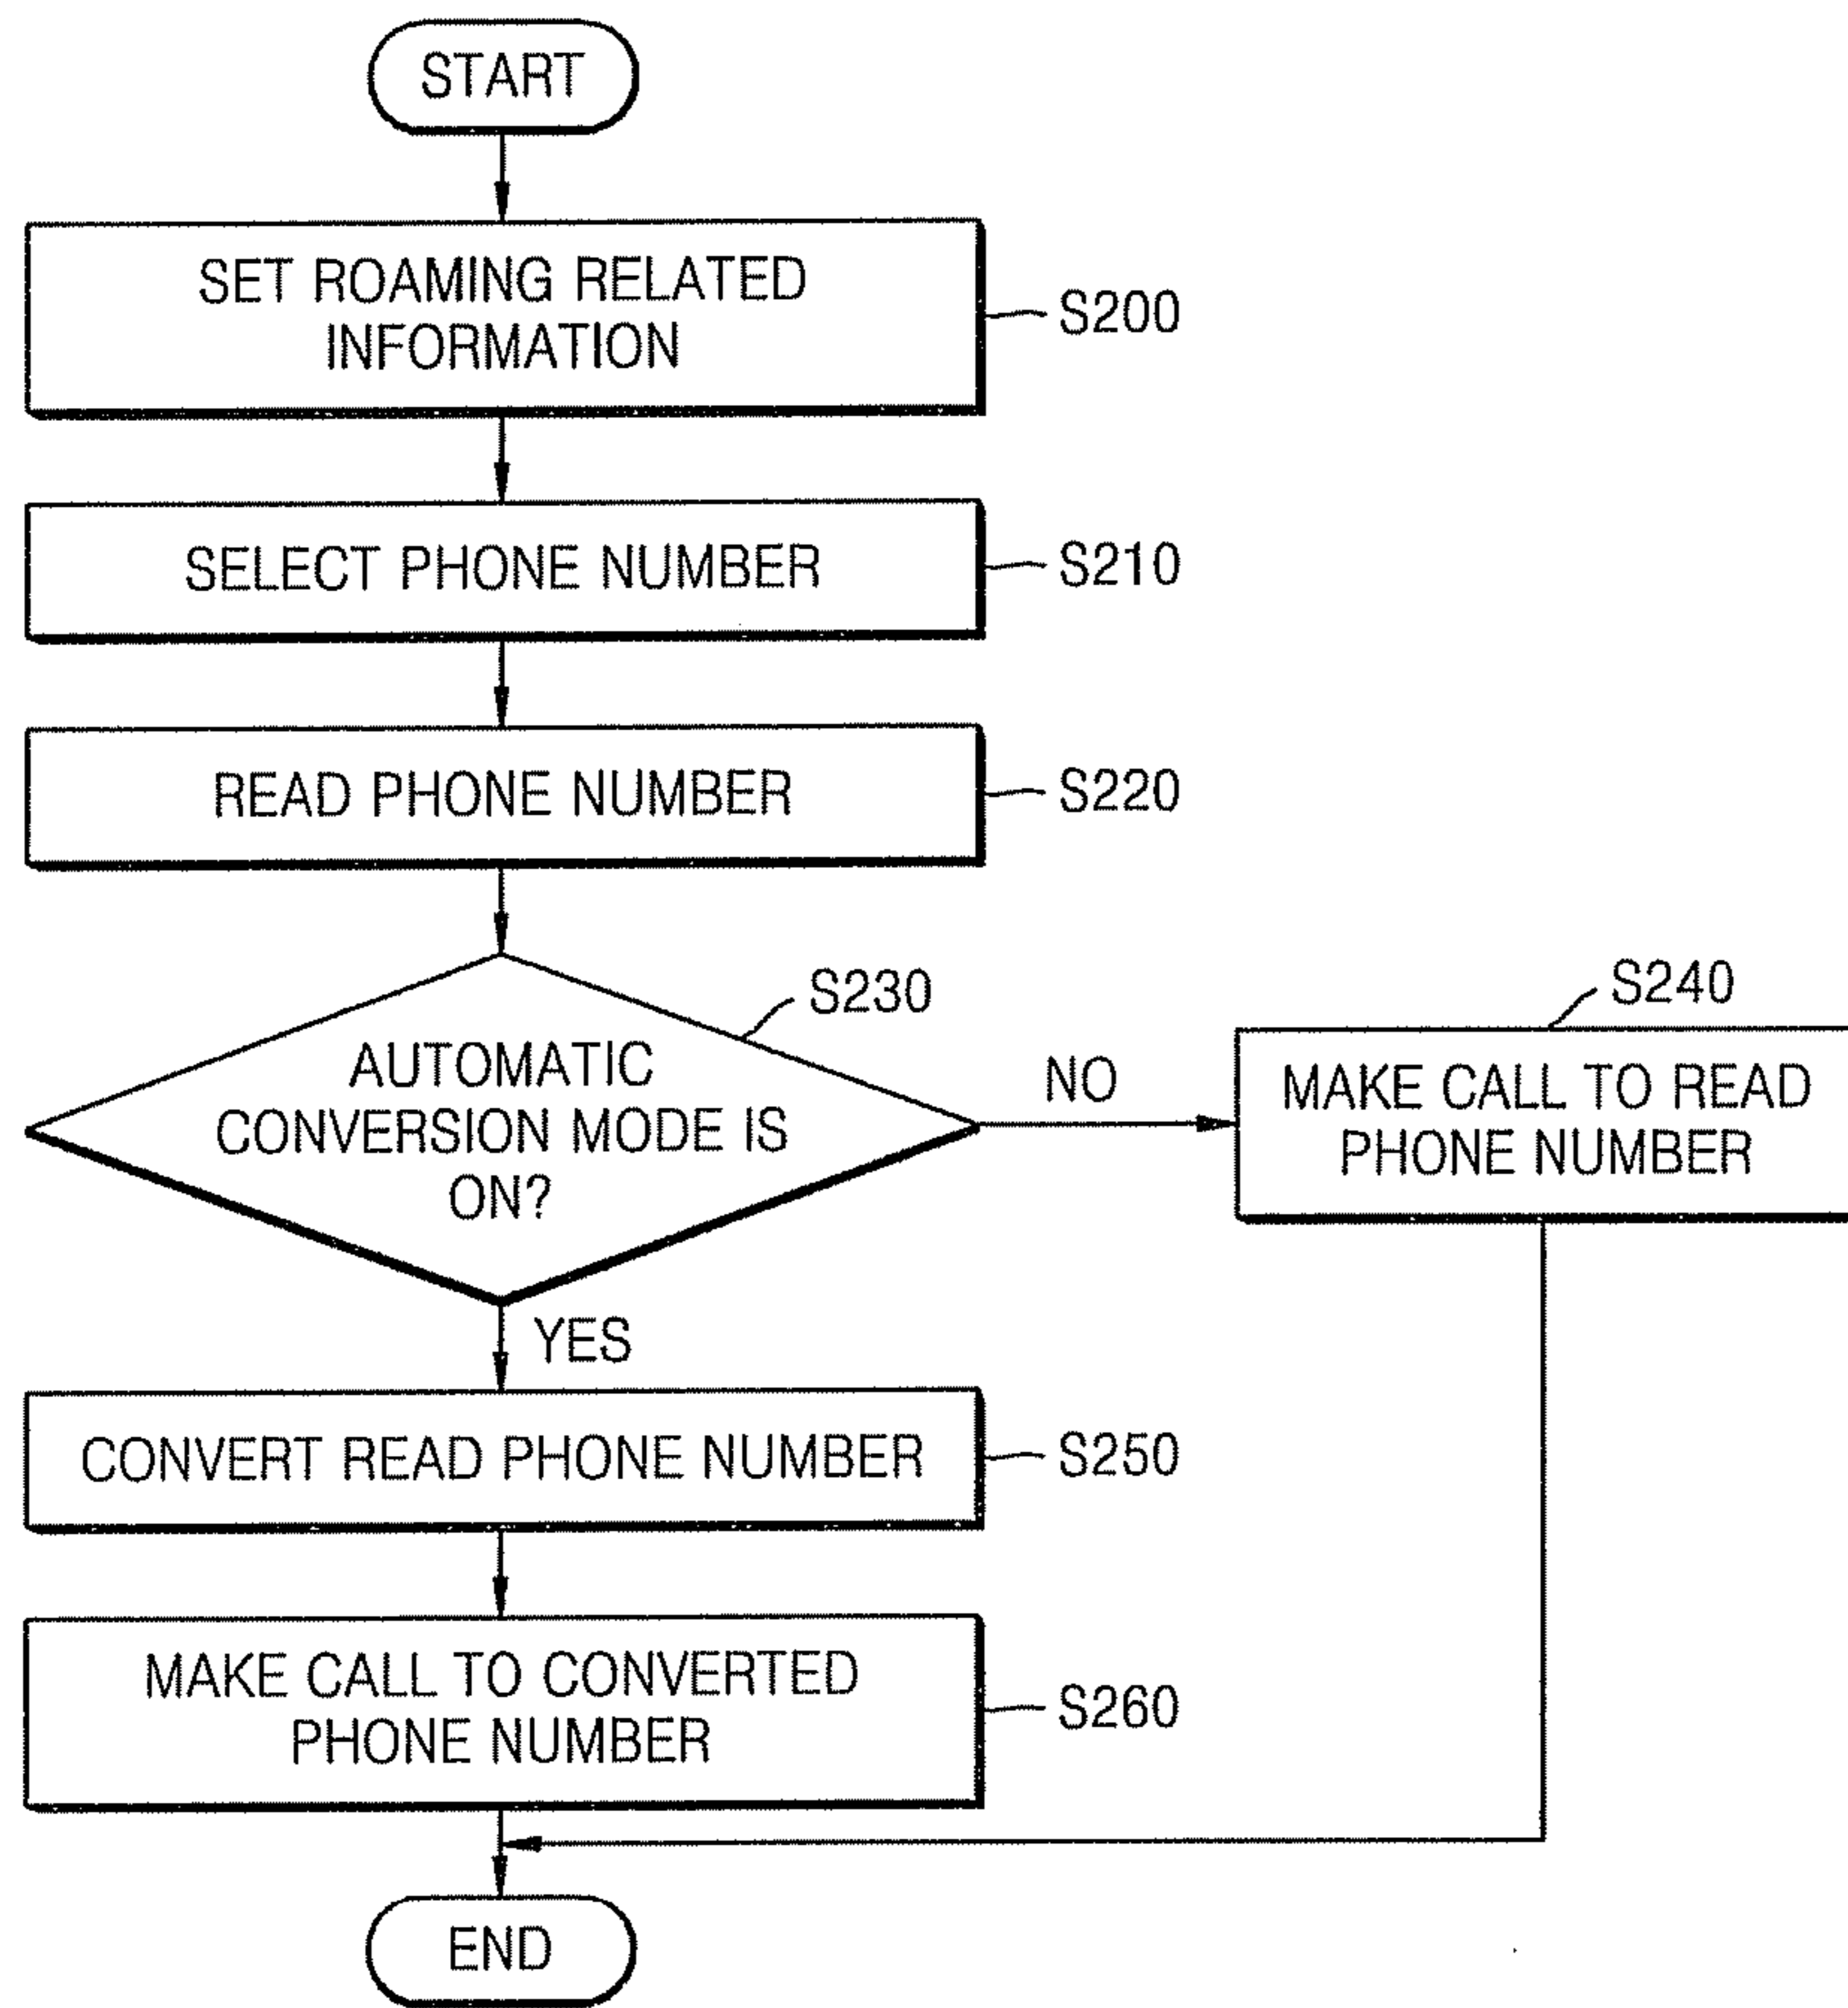 START
SET ROAMING RELATED
INFORMATION
S200
SELECT PHONE NUMBER
S210
READ PHONE NUMBER
S220
S230
AUTOMATIC
CONVERSION MODE IS
ON?
NO
S240
MAKE CALL TO READ
PHONE NUMBER
YES
CONVERT READ PHONE NUMBER
S250
MAKE CALL TO CONVERTED
PHONE NUMBER
S260
END